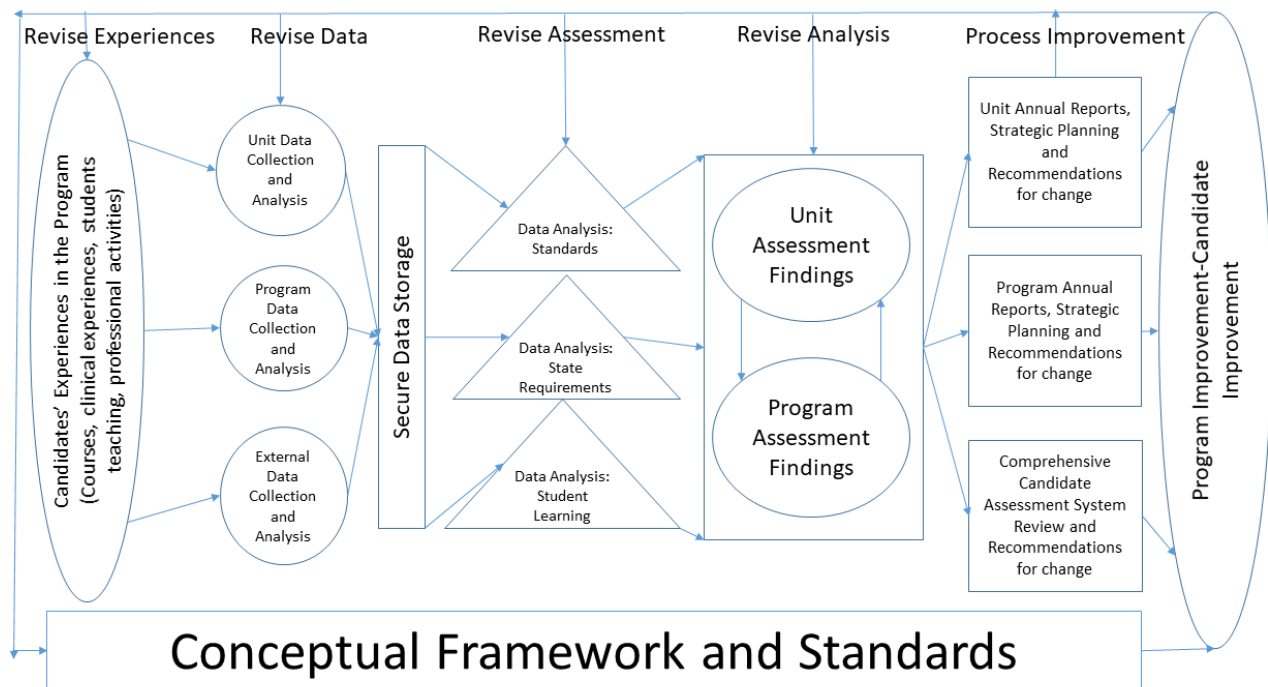 Revise Experiences
Revise Data
Revise Assessment
Revise Analysis
Process Improvement
Candidates’ Experiences in the Program
(Courses, clinical experiences, students
teaching, professional activities)
Unit Data
Collection
and
Analysis
Program
Data
Collection
and
Analysis
External
Data
Collection
and
Analysis
Secure Data Storage
Data Analysis:
Standards
Data Analysis:
State
Requirements
Data Analysis:
Student
Learning
Unit
Assessment
Findings
Program
Assessment
Findings
Unit Annual Reports,
Strategic Planning
and
Recommendations
for change
Program Annual
Reports, Strategic
Planning and
Recommendations
for change
Comprehensive
Candidate
Assessment System
Review and
Recommendations
for change
Program Improvement-Candidate
Improvement
Conceptual Framework and Standards